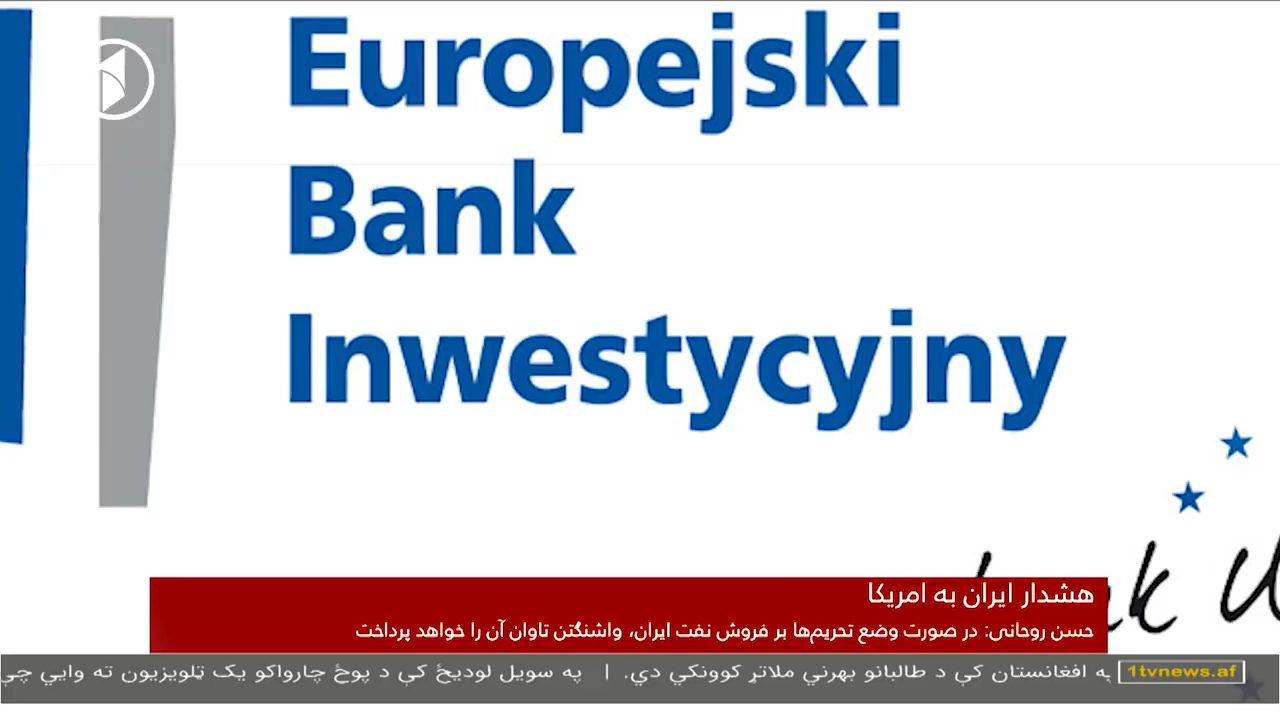 Europejski
Bank
Inwestycyjny
هشدار ایران به امریکا
حسن روحانی: در صورت وضع تحریم‌ها بر فروش نفت ایران، واشنگتن تاوان آن را خواهد پرداخت
په افغانستان کې د طالبانو بهرني ملاتړ کوونکي دي. | په سویل لودیځ کې د پوځ چارواکو یک ټلویزیون ته وایي چې
1tvnews.af